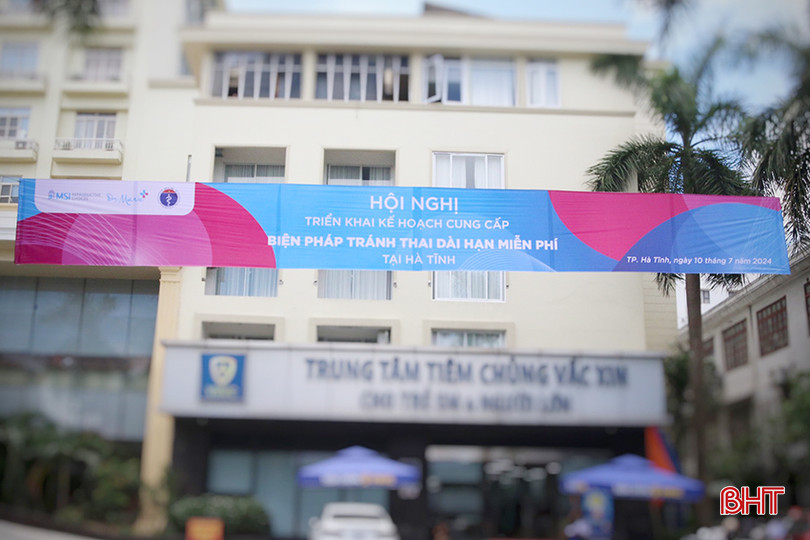 MSI
HỘI NGHỊ
TRIỂN KHAI KẾ HOẠCH CUNG CẤP
BIỆN PHÁP TRÁNH THAI DÀI HẠN MIỄN PHÍ
TẠI HÀ TĨNH
TP. Hà Tĩnh, ngày 10 tháng 7 năm 2024
TRUNG TÂM TIÊM CHỦNG VẮC XIN
CHO TRẺ EM & NGƯỜI LỚN
BHT